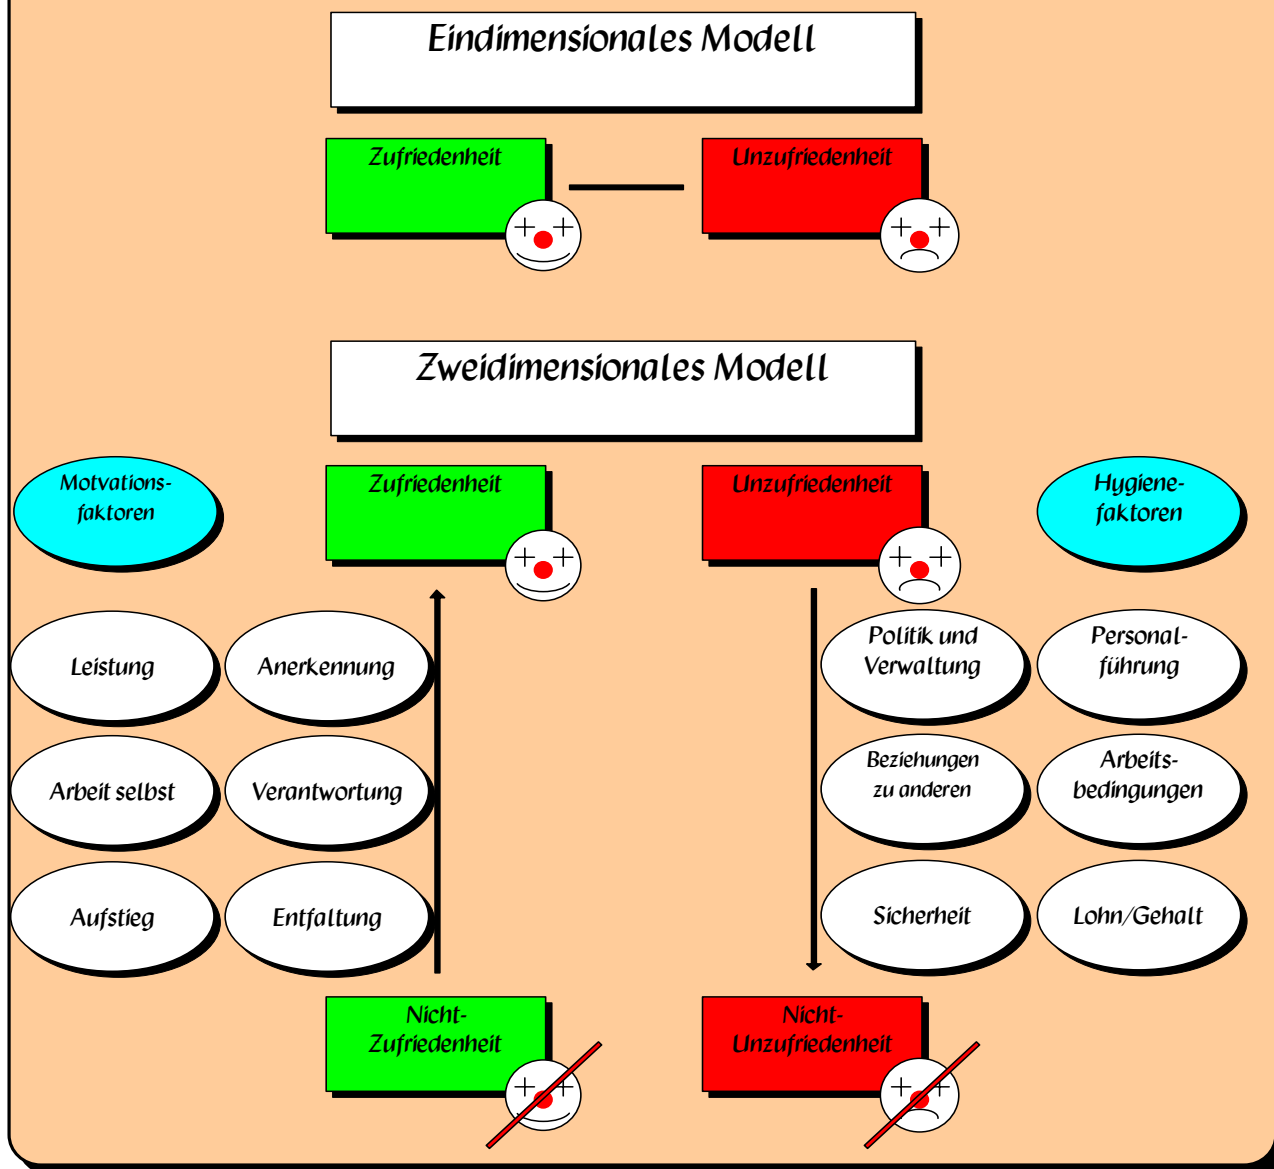 Eindimensionales Modell
Zufriedenheit
Unzufriedenheit
Zweidimensionales Modell
Motvations-
faktoren
Zufriedenheit
Unzufriedenheit
Hygiene-
faktoren
Leistung
Anerkennung
Politik und
Verwaltung
Personal-
führung
Arbeit selbst
Verantwortung
Beziehungen
zu anderen
Arbeits-
bedingungen
Aufstieg
Entfaltung
Sicherheit
Lohn/Gehalt
Nicht-
Zufriedenheit
Nicht-
Unzufriedenheit